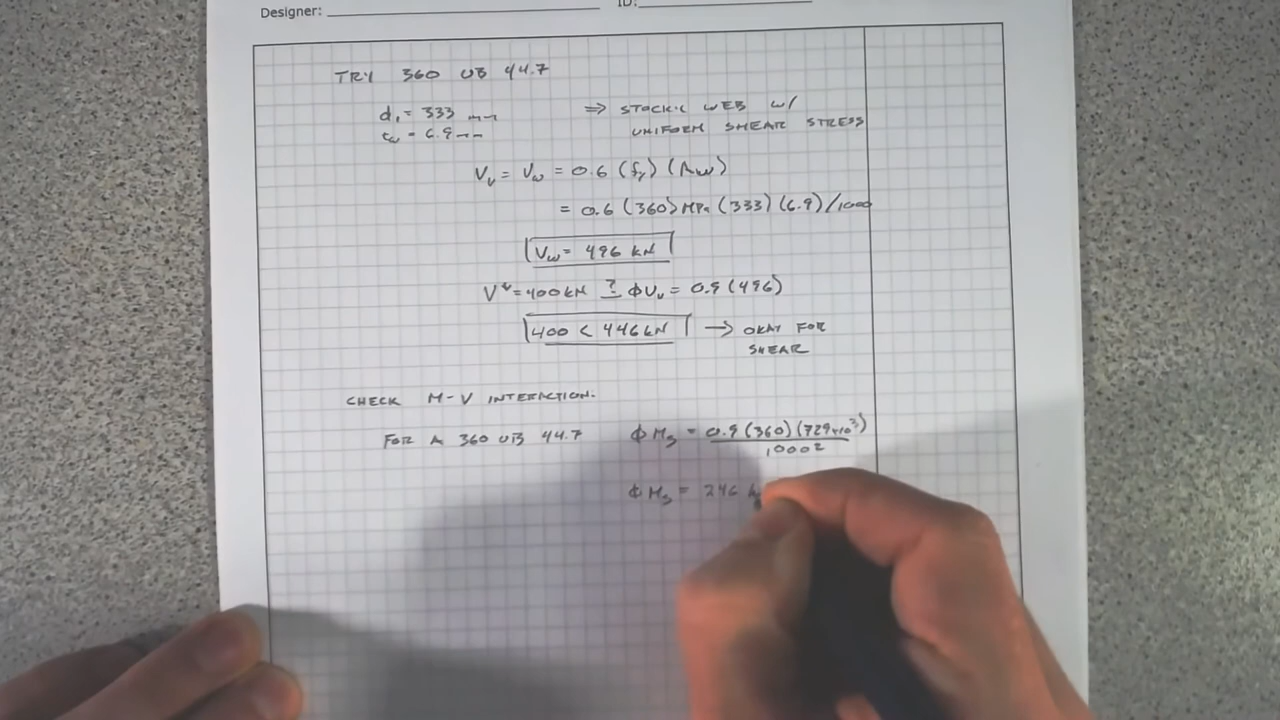 Designer: ID:
TRY 360 UB 44.7
d₁ = 333 mm ⇒ STOCKY WEB W/
tw = 6.9 mm UNIFORM SHEAR STRESS
Vv = Vw = 0.6 (fy) (Aw)
= 0.6 (360) MPa (333) (6.9) /1000
Vw = 496 kN
V* = 400 kN ≤? ΦVv = 0.9 (496)
400 < 446 kN → OKAY FOR
SHEAR
CHECK M-V INTERACTION.
FOR A 360 UB 44.7 ΦMs = 0.9 (360) (729×10³)
1000²
ΦMs = 246